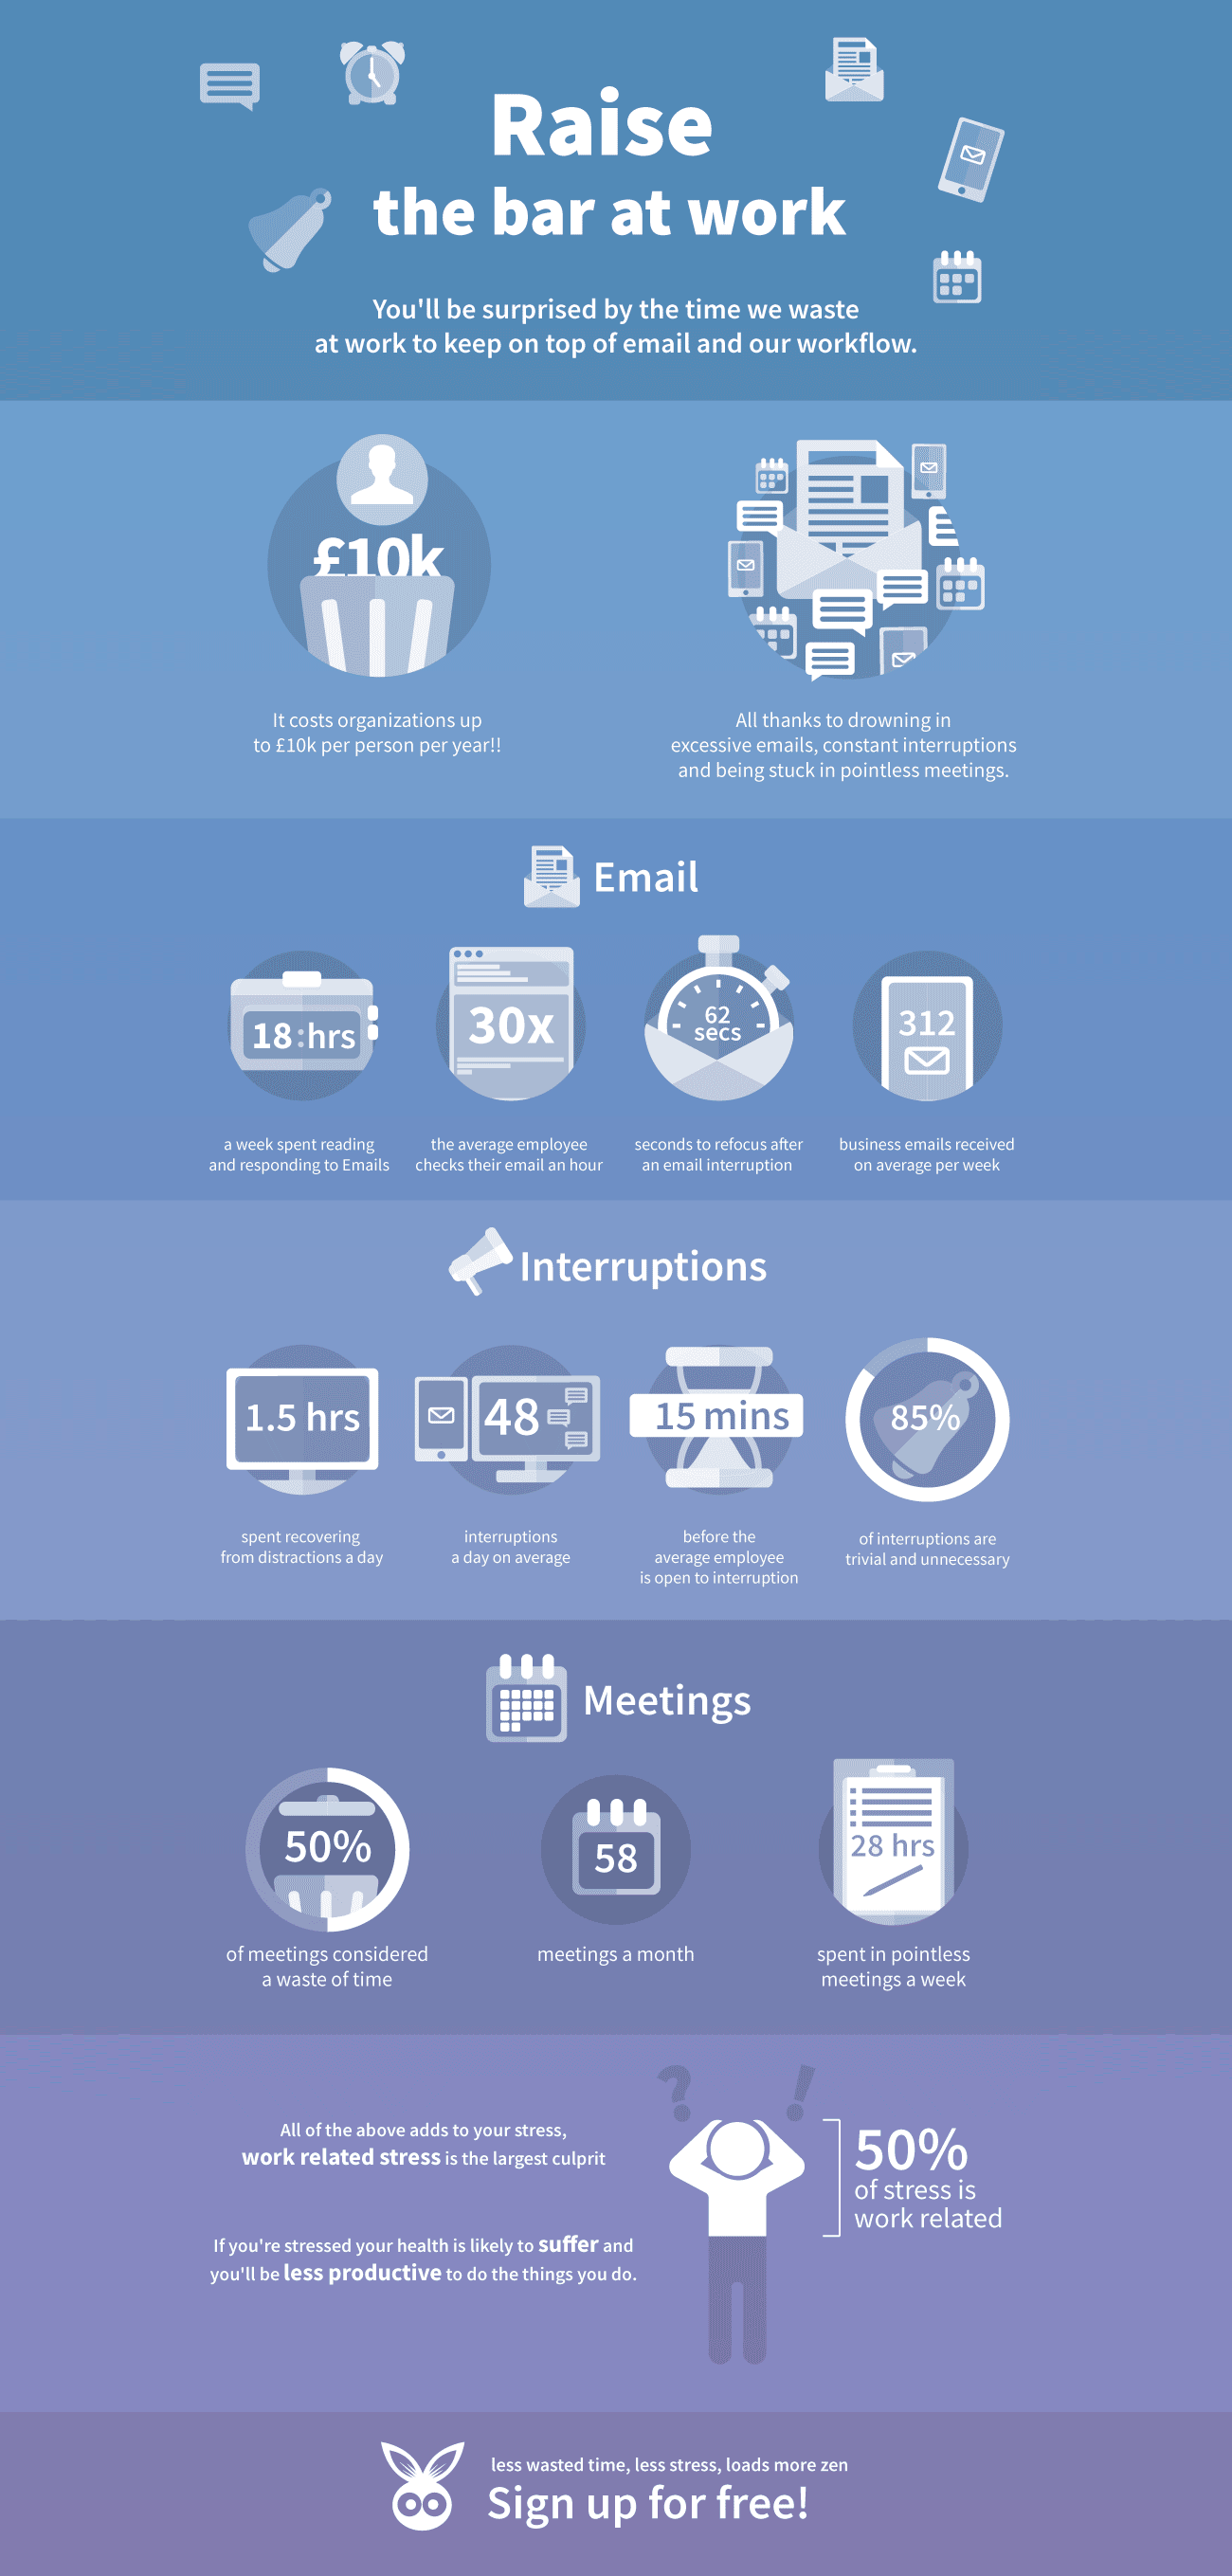 Raise
the bar at work
You'll be surprised by the time we waste
at work to keep on top of email and our workflow.
£10k
It costs organizations up
to £10k per person per year!!
All thanks to drowning in
excessive emails, constant interruptions
and being stuck in pointless meetings.
Email
18:hrs
a week spent reading
and responding to Emails
30x
the average employee
checks their email an hour
62
secs
seconds to refocus after
an email interruption
312
business emails received
on average per week
Interruptions
1.5 hrs
spent recovering
from distractions a day
48
interruptions
a day on average
15 mins
before the
average employee
is open to interruption
85%
of interruptions are
trivial and unnecessary
Meetings
50%
of meetings considered
a waste of time
58
meetings a month
28 hrs
spent in pointless
meetings a week
All of the above adds to your stress,
work related stress is the largest culprit
If you're stressed your health is likely to suffer and
you'll be less productive to do the things you do.
? !
50%
of stress is
work related
less wasted time, less stress, loads more zen
Sign up for free!